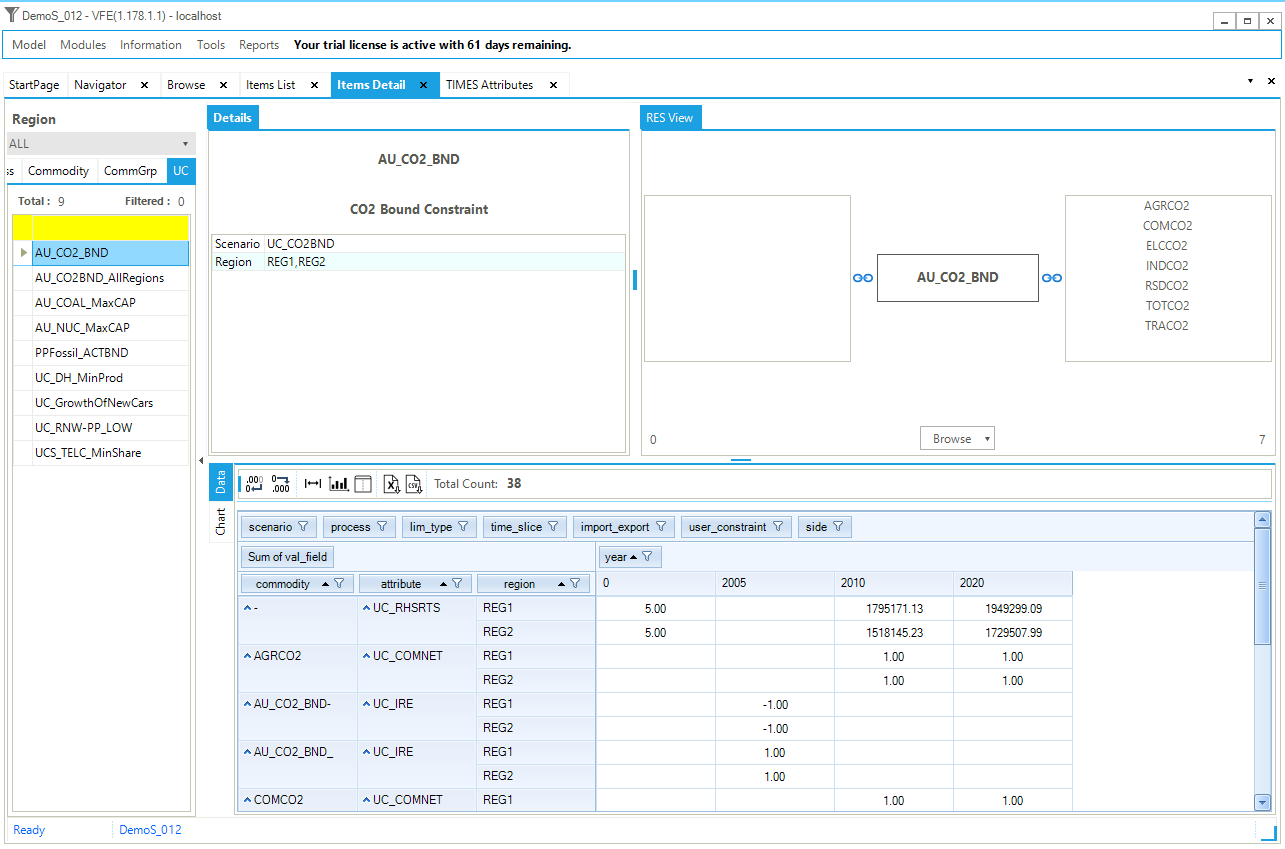 DemoS_012 - VFE(1.178.1.1) - localhost
Model Modules Information Tools Reports Your trial license is active with 61 days remaining.
StartPage Navigator Browse Items List Items Detail TIMES Attributes
Region
ALL
ss Commodity CommGrp UC
Total : 9 Filtered : 0
AU_CO2_BND
AU_CO2BND_AllRegions
AU_COAL_MaxCAP
AU_NUC_MaxCAP
PPFossil_ACTBND
UC_DH_MinProd
UC_GrowthOfNewCars
UC_RNW-PP_LOW
UCS_TELC_MinShare
Details
AU_CO2_BND
CO2 Bound Constraint
Scenario UC_CO2BND
Region REG1,REG2
RES View
AU_CO2_BND
AGRCO2
COMCO2
ELCCO2
INDCO2
RSDCO2
TOTCO2
TRACO2
0 Browse 7
Data
Chart
.000 .000 X CSV Total Count: 38
scenario process lim_type time_slice import_export user_constraint side
Sum of val_field year
commodity attribute region 0 2005 2010 2020
- UC_RHSRTS REG1 5.00 1795171.13 1949299.09
REG2 5.00 1518145.23 1729507.99
AGRCO2 UC_COMNET REG1 1.00 1.00
REG2 1.00 1.00
AU_CO2_BND- UC_IRE REG1 -1.00
REG2 -1.00
AU_CO2_BND_ UC_IRE REG1 1.00
REG2 1.00
COMCO2 UC_COMNET REG1 1.00 1.00
Ready DemoS_012